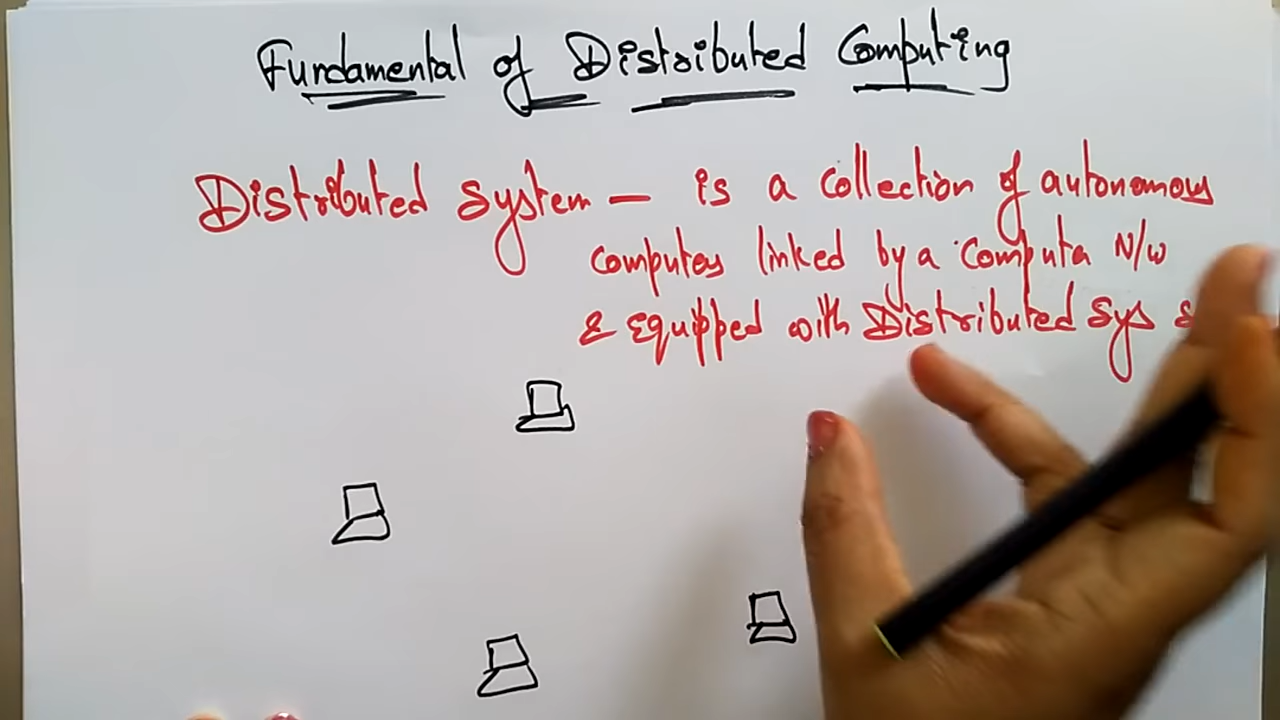 Fundamental of Distributed Computing
Distributed system - is a collection of autonomous
computers linked by a Computer N/w
& equipped with Distributed Sys